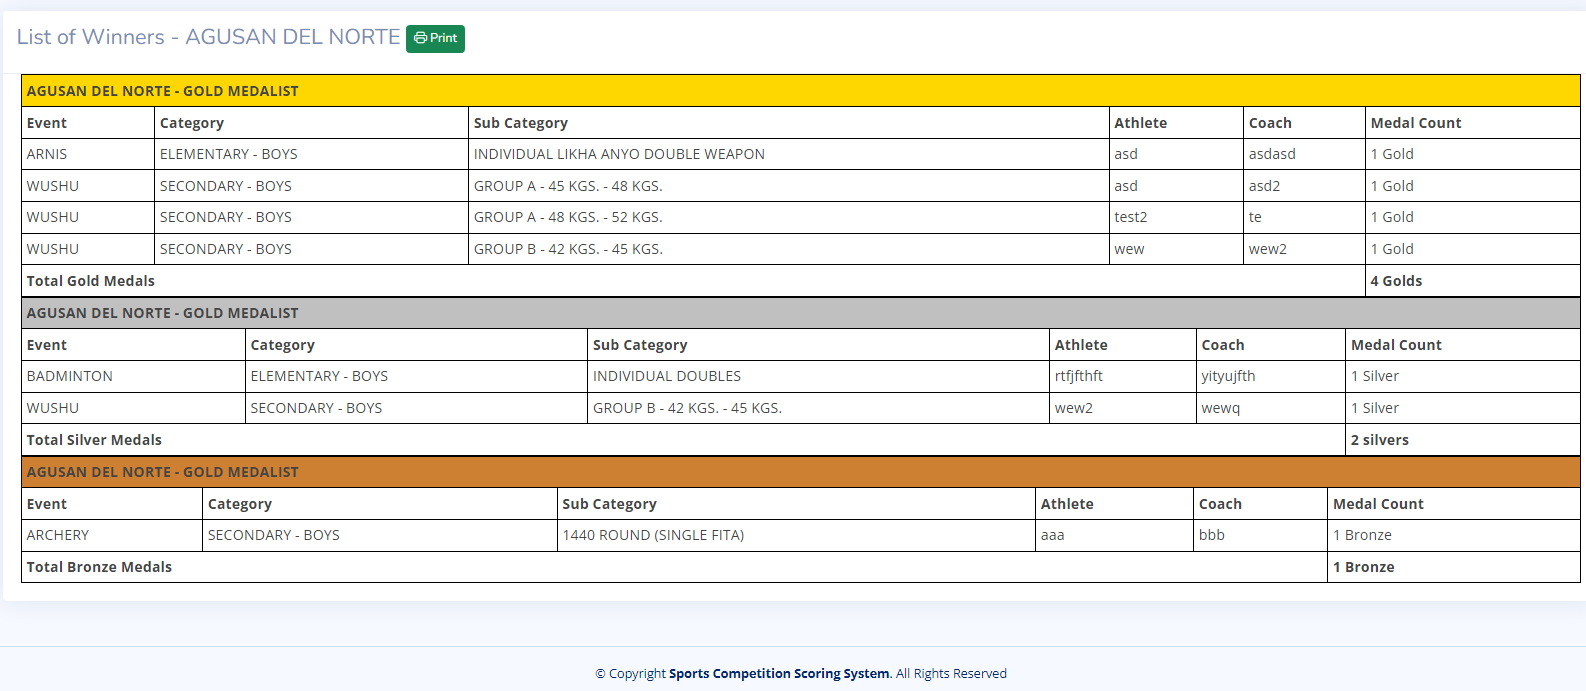 List of Winners - AGUSAN DEL NORTE Print
AGUSAN DEL NORTE - GOLD MEDALIST
Event Category Sub Category Athlete Coach Medal Count
ARNIS ELEMENTARY - BOYS INDIVIDUAL LIKHA ANYO DOUBLE WEAPON asd asdasd 1 Gold
WUSHU SECONDARY - BOYS GROUP A - 45 KGS. - 48 KGS. asd asd2 1 Gold
WUSHU SECONDARY - BOYS GROUP A - 48 KGS. - 52 KGS. test2 te 1 Gold
WUSHU SECONDARY - BOYS GROUP B - 42 KGS. - 45 KGS. wew wew2 1 Gold
Total Gold Medals 4 Golds
AGUSAN DEL NORTE - GOLD MEDALIST
Event Category Sub Category Athlete Coach Medal Count
BADMINTON ELEMENTARY - BOYS INDIVIDUAL DOUBLES rtfjfthft yityujfth 1 Silver
WUSHU SECONDARY - BOYS GROUP B - 42 KGS. - 45 KGS. wew2 wewq 1 Silver
Total Silver Medals 2 silvers
AGUSAN DEL NORTE - GOLD MEDALIST
Event Category Sub Category Athlete Coach Medal Count
ARCHERY SECONDARY - BOYS 1440 ROUND (SINGLE FITA) aaa bbb 1 Bronze
Total Bronze Medals 1 Bronze
© Copyright Sports Competition Scoring System. All Rights Reserved